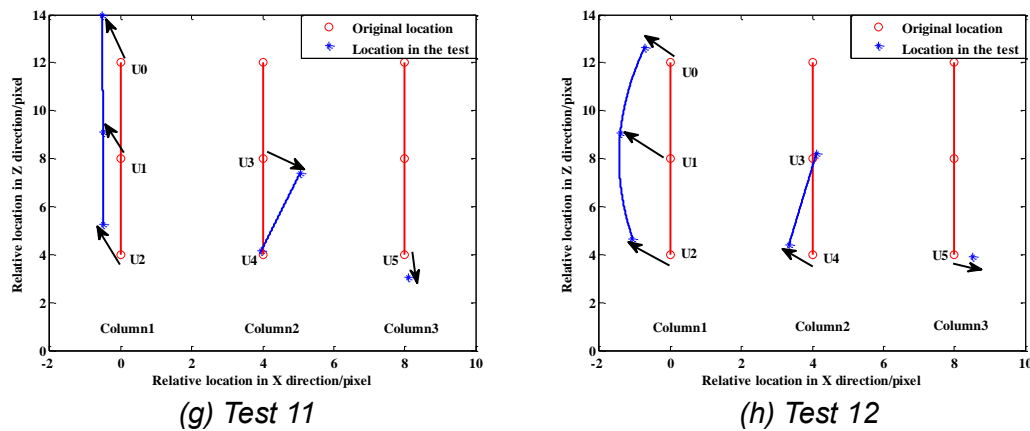 14
12
10
8
6
4
2
0
-2 0 2 4 6 8 10
Relative location in Z direction/pixel
Relative location in X direction/pixel
Original location
Location in the test
U0
U1
U2
U3
U4
U5
Column1 Column2 Column3
(g) Test 11
14
12
10
8
6
4
2
0
-2 0 2 4 6 8 10
Relative location in Z direction/pixel
Relative location in X direction/pixel
Original location
Location in the test
U0
U1
U2
U3
U4
U5
Column1 Column2 Column3
(h) Test 12